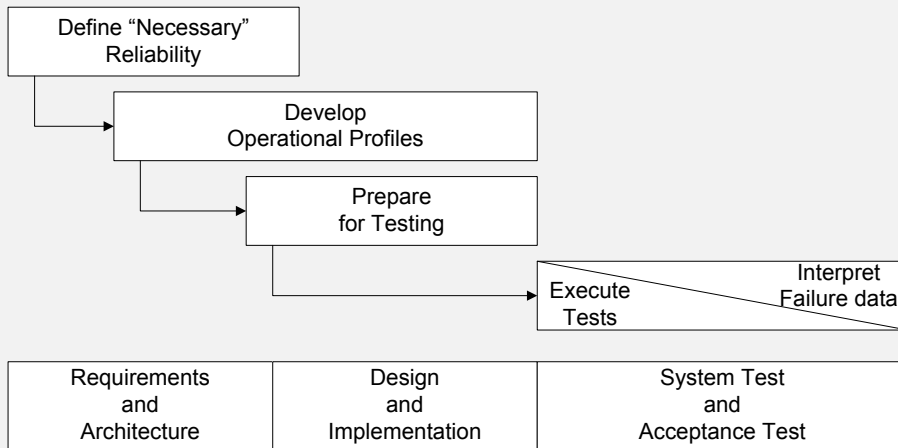 Define “Necessary”
Reliability
Develop
Operational Profiles
Prepare
for Testing
Interpret
Failure data
Execute
Tests
Requirements
and
Architecture
Design
and
Implementation
System Test
and
Acceptance Test